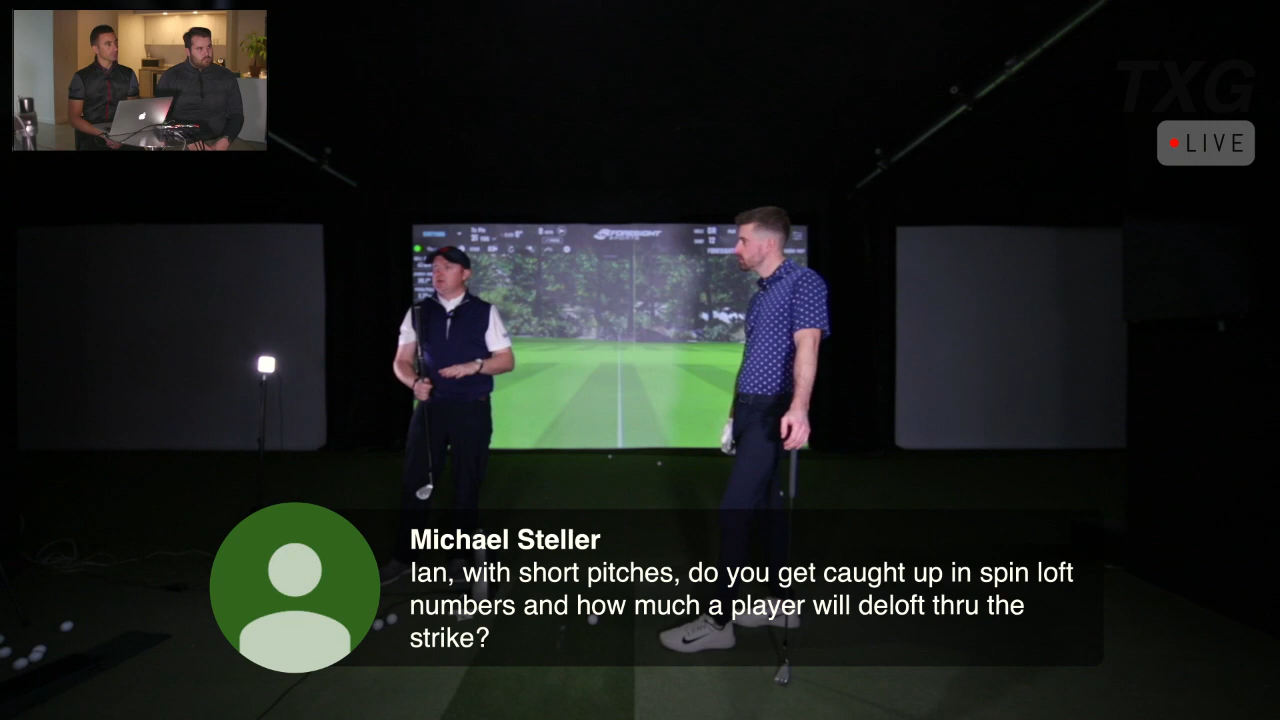 TXG
LIVE
FORESIGHT
SPORTS
Michael Steller
Ian, with short pitches, do you get caught up in spin loft
numbers and how much a player will deloft thru the
strike?